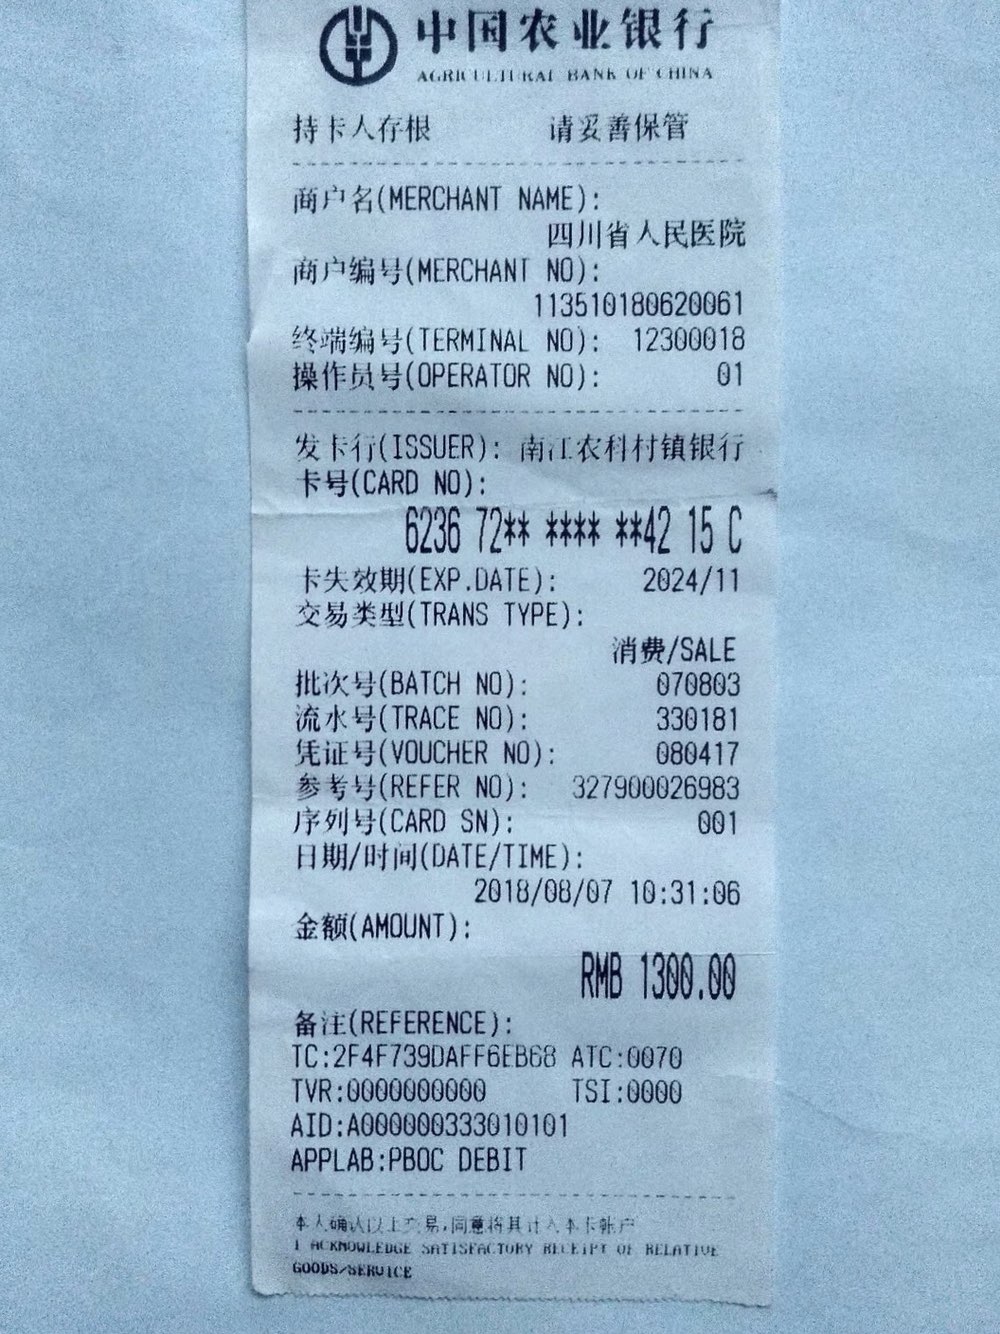 中国农业银行
AGRICULTURAL BANK OF CHINA
持卡人存根 请妥善保管
商户名(MERCHANT NAME):
四川省人民医院
商户编号(MERCHANT NO):
113510180620061
终端编号(TERMINAL NO): 12300018
操作员号(OPERATOR NO): 01
发卡行(ISSUER): 南江农科村镇银行
卡号(CARD NO):
6236 72** **** **42 15 C
卡失效期(EXP.DATE): 2024/11
交易类型(TRANS TYPE):
消费/SALE
批次号(BATCH NO): 070803
流水号(TRACE NO): 330181
凭证号(VOUCHER NO): 080417
参考号(REFER NO): 327900026983
序列号(CARD SN): 001
日期/时间(DATE/TIME):
2018/08/07 10:31:06
金额(AMOUNT):
RMB 1300.00
备注(REFERENCE):
TC:2F4F739DAFF6EB68 ATC:0070
TVR:0000000000 TSI:0000
AID:A000000333010101
APPLAB:PBOC DEBIT
本人确认以上交易,同意将其计入本卡帐户
I ACKNOWLEDGE SATISFACTORY RECEIPT OF RELATIVE
GOODS/SERVICE